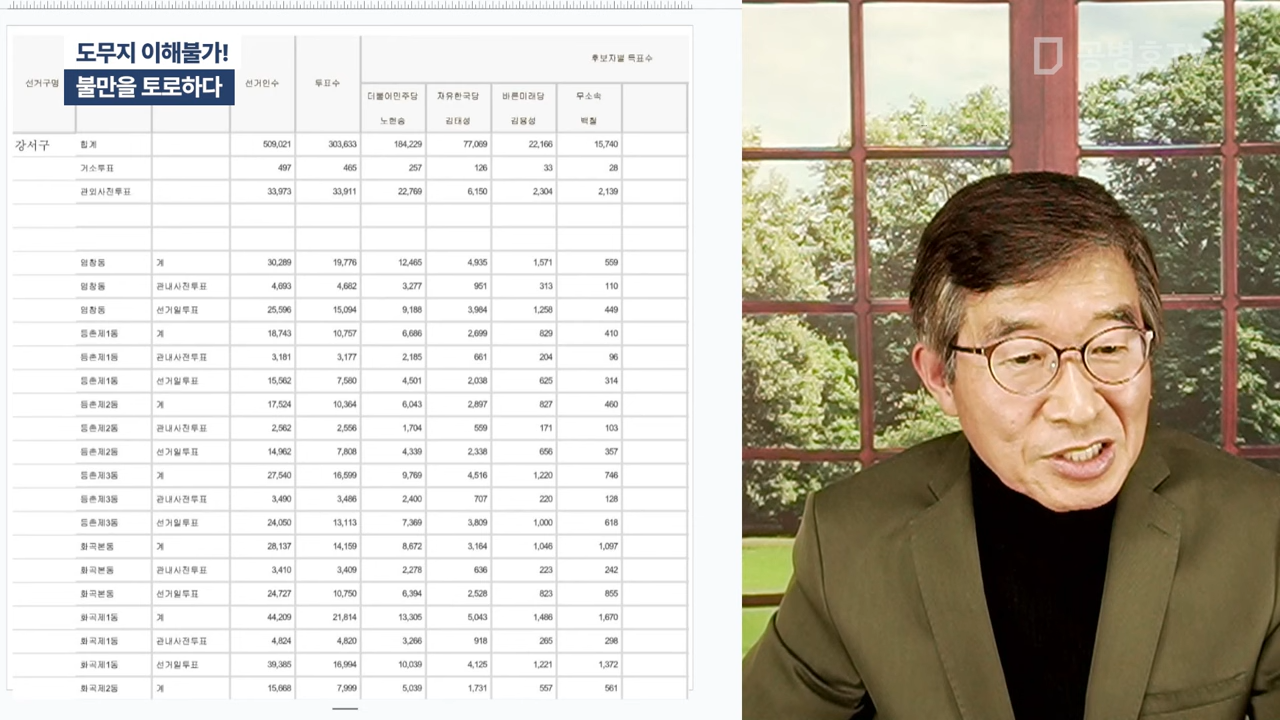 도무지 이해불가!
불만을 토로하다
공병호
선거구명 선거인수 투표수 후보자별 득표수
더불어민주당 자유한국당 바른미래당 무소속
노현송 김태성 김용성 백철
강서구 합계 509,021 303,633 184,229 77,069 22,166 15,740
거소투표 497 465 257 126 33 28
관외사전투표 33,973 33,911 22,769 6,150 2,304 2,139
염창동 계 30,289 19,776 12,465 4,935 1,571 559
염창동 관내사전투표 4,693 4,682 3,277 951 313 110
염창동 선거일투표 25,596 15,094 9,188 3,984 1,258 449
등촌제1동 계 18,743 10,757 6,686 2,699 829 410
등촌제1동 관내사전투표 3,181 3,177 2,185 661 204 96
등촌제1동 선거일투표 15,562 7,580 4,501 2,038 625 314
등촌제2동 계 17,524 10,364 6,043 2,897 827 460
등촌제2동 관내사전투표 2,562 2,556 1,704 559 171 103
등촌제2동 선거일투표 14,962 7,808 4,339 2,338 656 357
등촌제3동 계 27,540 16,599 9,769 4,516 1,220 746
등촌제3동 관내사전투표 3,490 3,486 2,400 707 220 128
등촌제3동 선거일투표 24,050 13,113 7,369 3,809 1,000 618
화곡본동 계 28,137 14,159 8,672 3,164 1,046 1,097
화곡본동 관내사전투표 3,410 3,409 2,278 636 223 242
화곡본동 선거일투표 24,727 10,750 6,394 2,528 823 855
화곡제1동 계 44,209 21,814 13,305 5,043 1,486 1,670
화곡제1동 관내사전투표 4,824 4,820 3,266 918 265 298
화곡제1동 선거일투표 39,385 16,994 10,039 4,125 1,221 1,372
화곡제2동 계 15,668 7,999 5,039 1,731 557 561